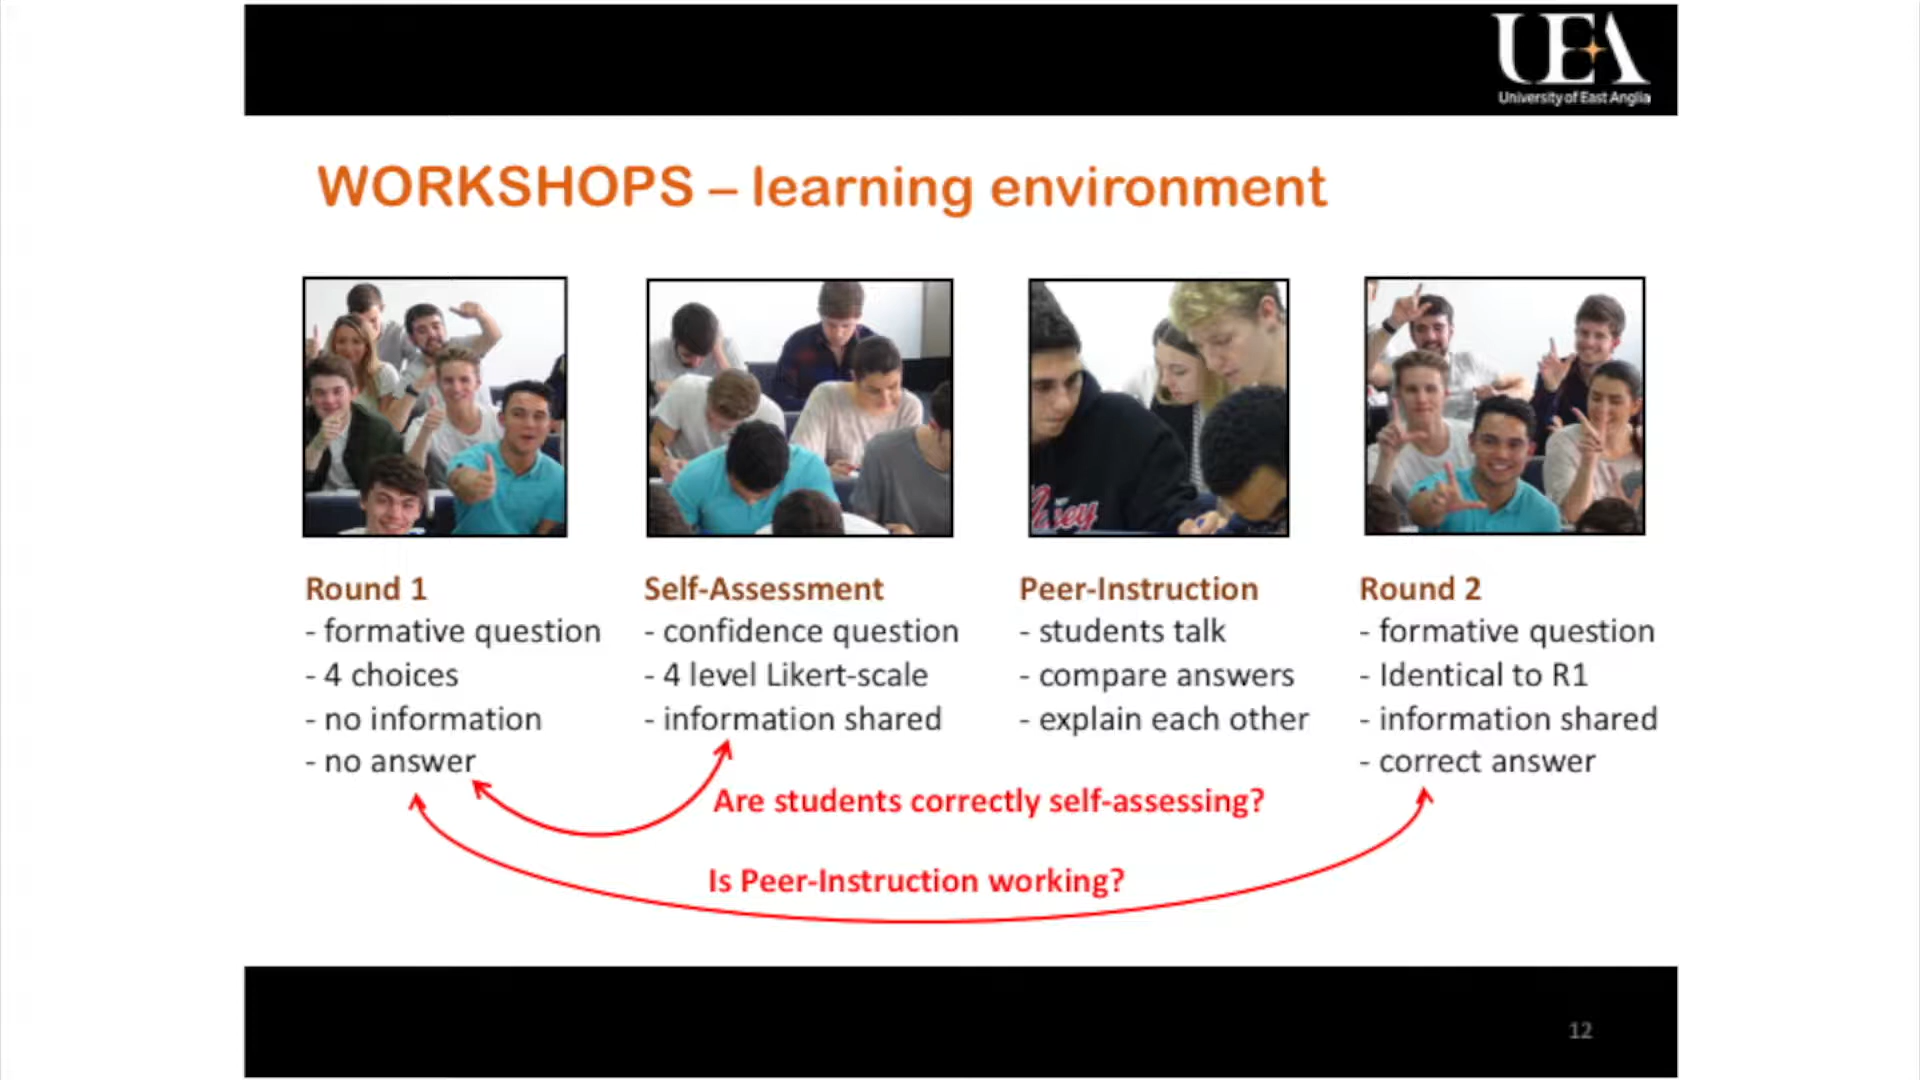 UEA
University of East Anglia
WORKSHOPS – learning environment
Round 1
- formative question
- 4 choices
- no information
- no answer
Self-Assessment
- confidence question
- 4 level Likert-scale
- information shared
Peer-Instruction
- students talk
- compare answers
- explain each other
Round 2
- formative question
- Identical to R1
- information shared
- correct answer
Are students correctly self-assessing?
Is Peer-Instruction working?
12